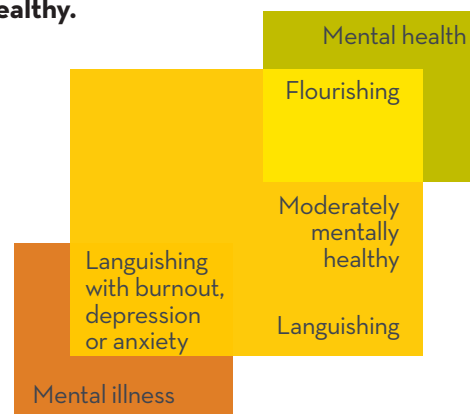 ealthy.
Mental health
Flourishing
Moderately
mentally
healthy
Languishing
with burnout,
depression
or anxiety
Languishing
Mental illness